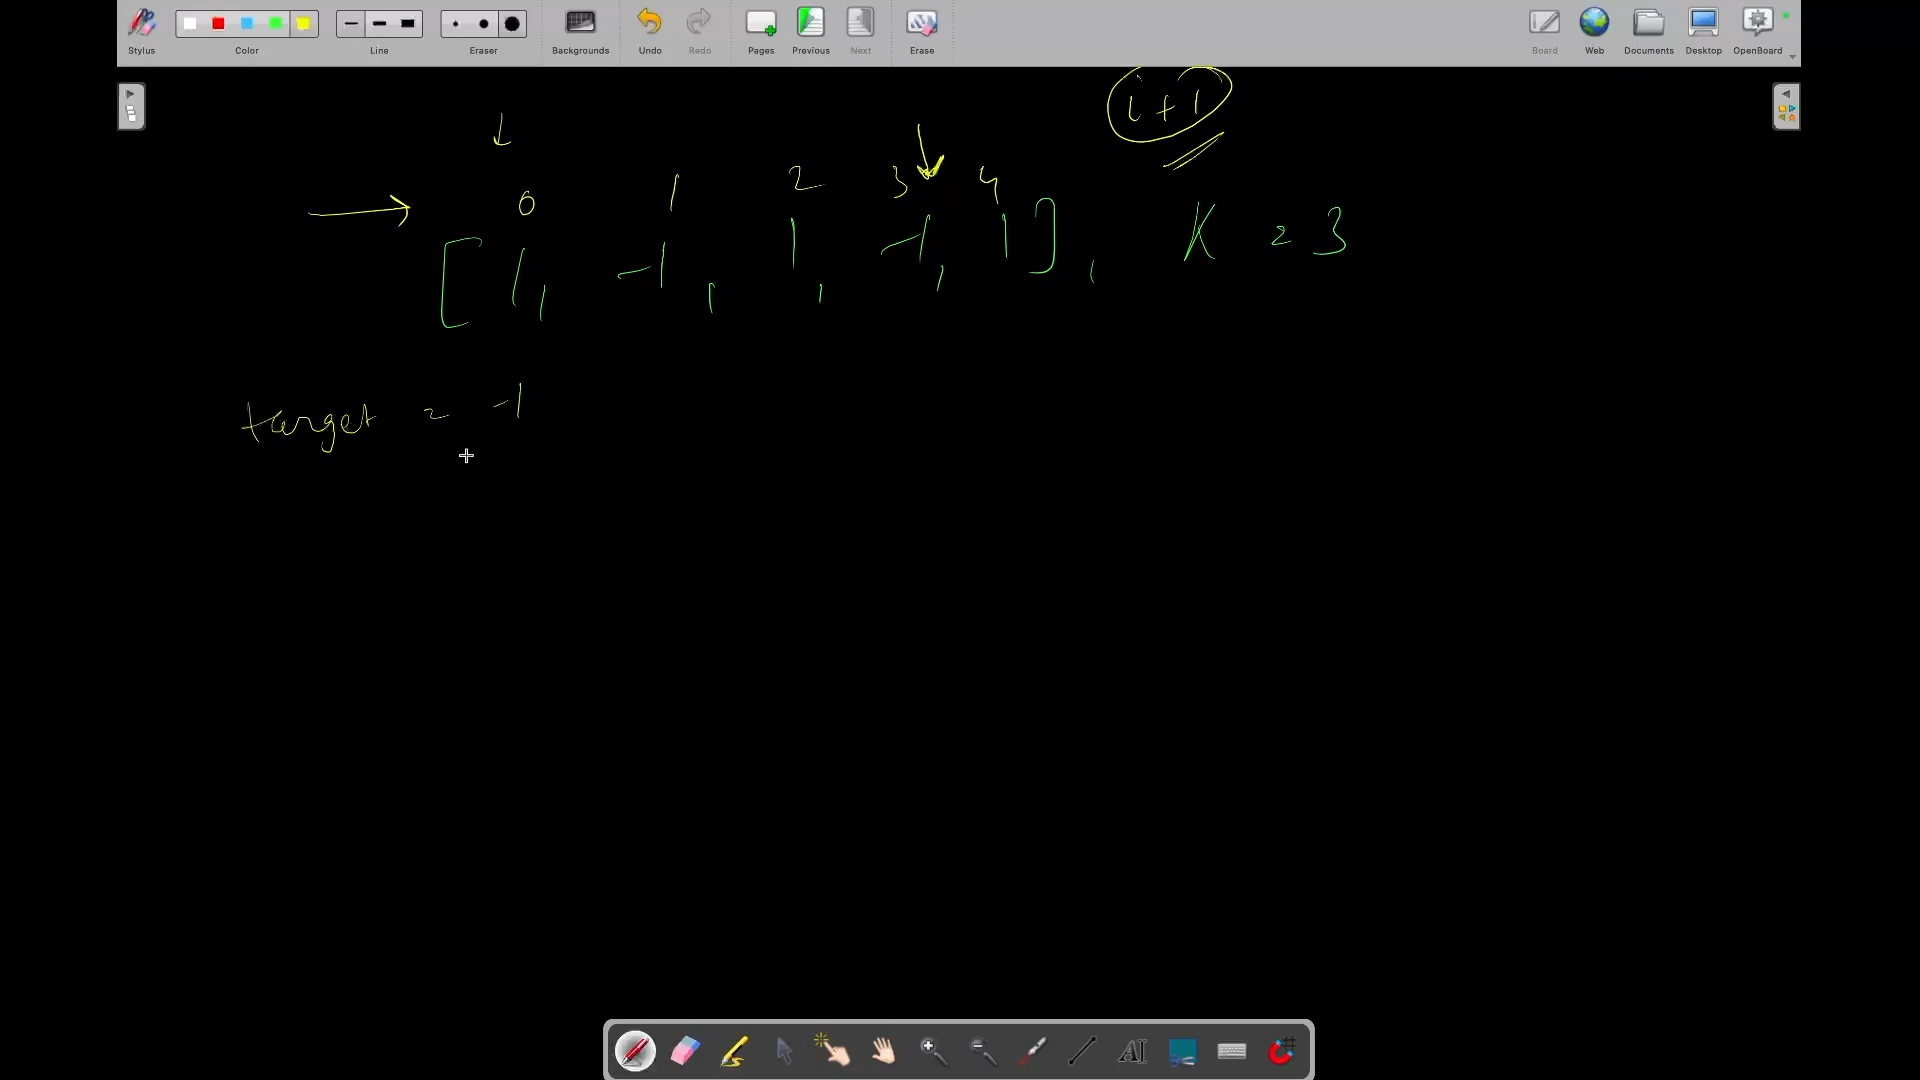 Stylus Color Line Eraser Backgrounds Undo Redo Pages Previous Next Erase Board Web Documents Desktop OpenBoard
i+1
0 1 2 3 4
[1, -1, 1, -1, 1], K = 3
target = -1
AI